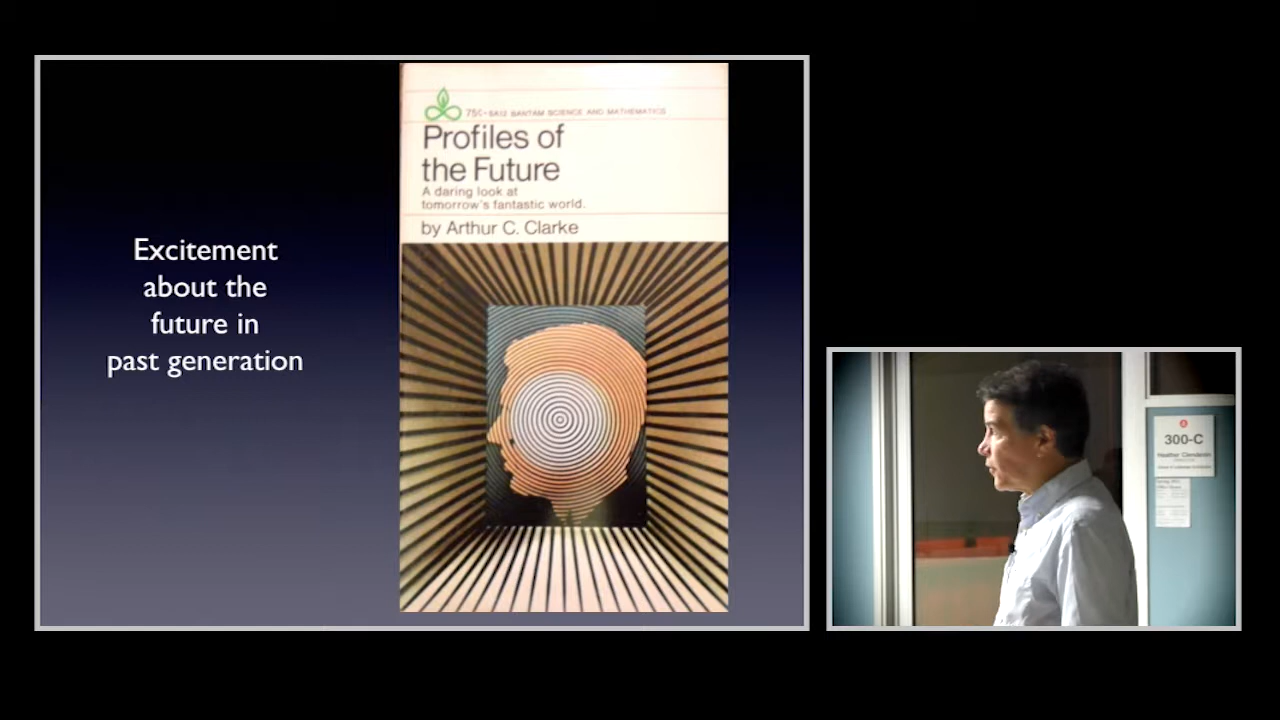 Excitement
about the
future in
past generation
75¢-SA12 BANTAM SCIENCE AND MATHEMATICS
Profiles of
the Future
A daring look at
tomorrow's fantastic world.
by Arthur C. Clarke
300-C
Heather Clendenin